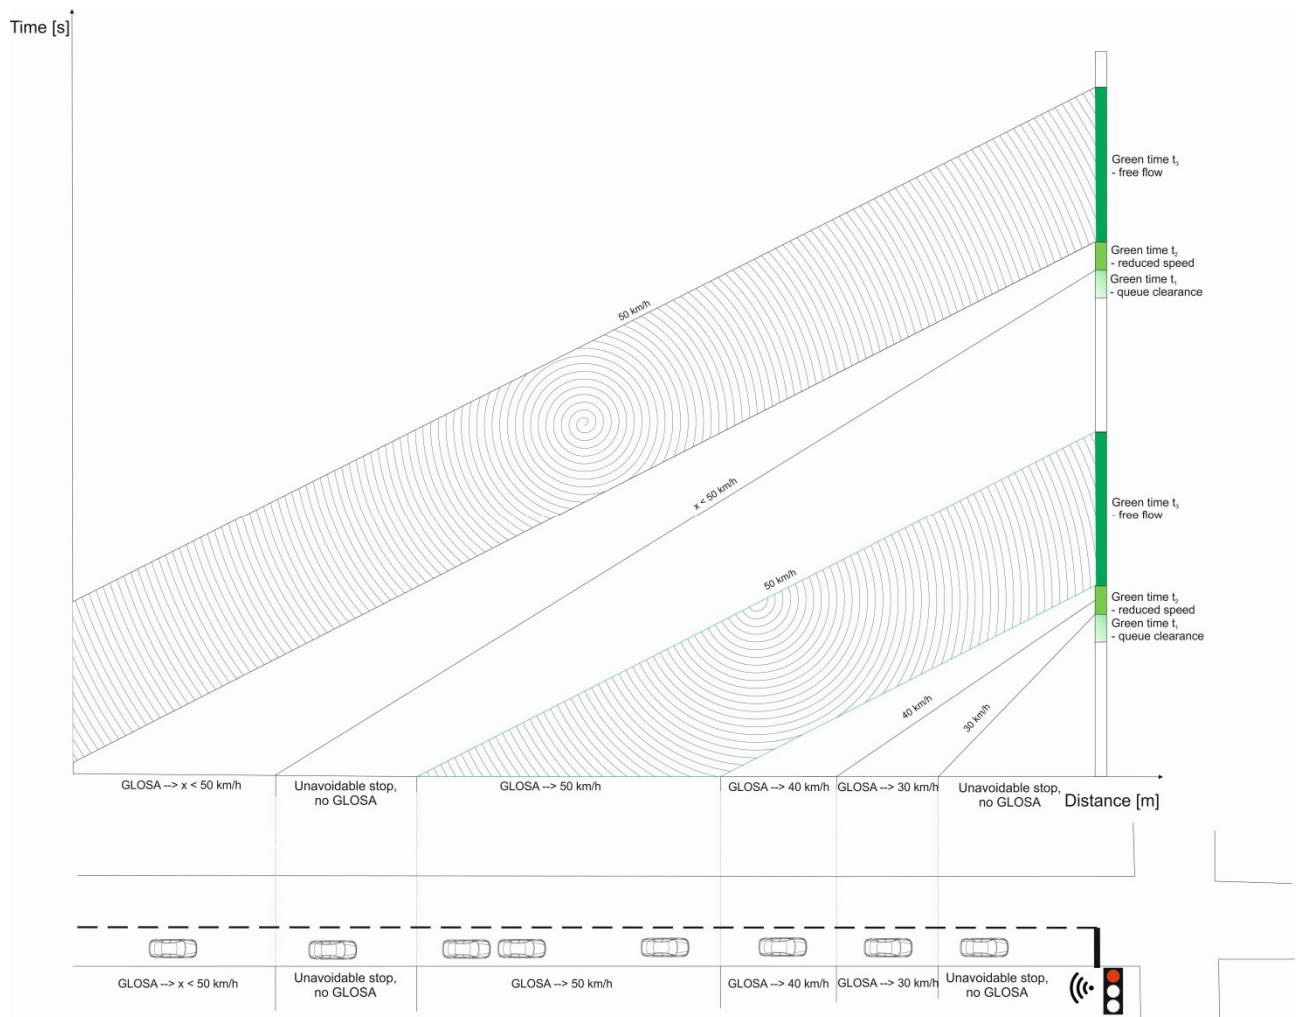 Time [s]
Green time t₃
- free flow
Green time t₂
- reduced speed
Green time t₁
- queue clearance
50 km/h
x < 50 km/h
Green time t₃
- free flow
50 km/h
Green time t₂
- reduced speed
Green time t₁
- queue clearance
40 km/h
30 km/h
GLOSA --> x < 50 km/h
Unavoidable stop,
no GLOSA
GLOSA --> 50 km/h
GLOSA --> 40 km/h
GLOSA --> 30 km/h
Unavoidable stop,
no GLOSA
Distance [m]
GLOSA --> x < 50 km/h
Unavoidable stop,
no GLOSA
GLOSA --> 50 km/h
GLOSA --> 40 km/h
GLOSA --> 30 km/h
Unavoidable stop,
no GLOSA